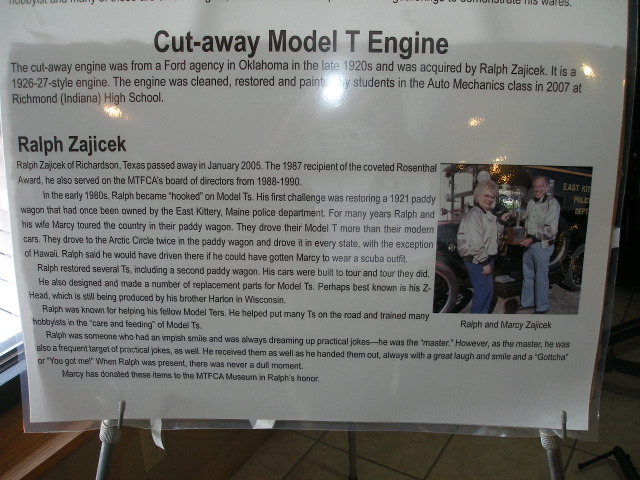 hobbyist and many of these are on
gatherings to demonstrate his wares.
Cut-away Model T Engine
The cut-away engine was from a Ford agency in Oklahoma in the late 1920s and was acquired by Ralph Zajicek. It is a
1926-27-style engine. The engine was cleaned, restored and painted by students in the Auto Mechanics class in 2007 at
Richmond (Indiana) High School.
Ralph Zajicek
Ralph Zajicek of Richardson, Texas passed away in January 2005. The 1987 recipient of the coveted Rosenthal
Award, he also served on the MTFCA's board of directors from 1988-1990.
In the early 1980s, Ralph became "hooked" on Model Ts. His first challenge was restoring a 1921 paddy
wagon that had once been owned by the East Kittery, Maine police department. For many years Ralph and
his wife Marcy toured the country in their paddy wagon. They drove their Model T more than their modern
cars. They drove to the Arctic Circle twice in the paddy wagon and drove it in every state, with the exception
of Hawaii. Ralph said he would have driven there if he could have gotten Marcy to wear a scuba outfit.
Ralph restored several Ts, including a second paddy wagon. His cars were built to tour and tour they did.
He also designed and made a number of replacement parts for Model Ts. Perhaps best known is his Z-
Head, which is still being produced by his brother Harlon in Wisconsin.
Ralph was known for helping his fellow Model Ters. He helped put many Ts on the road and trained many
hobbyists in the "care and feeding" of Model Ts.
Ralph was someone who had an impish smile and was always dreaming up practical jokes—he was the "master." However, as the master, he was
also a frequent target of practical jokes, as well. He received them as well as he handed them out, always with a great laugh and smile and a "Gottcha"
or "You got me!" When Ralph was present, there was never a dull moment.
Marcy has donated these items to the MTFCA Museum in Ralph's honor.
EAST KIT
POLIC
DEPT
Ralph and Marcy Zajicek